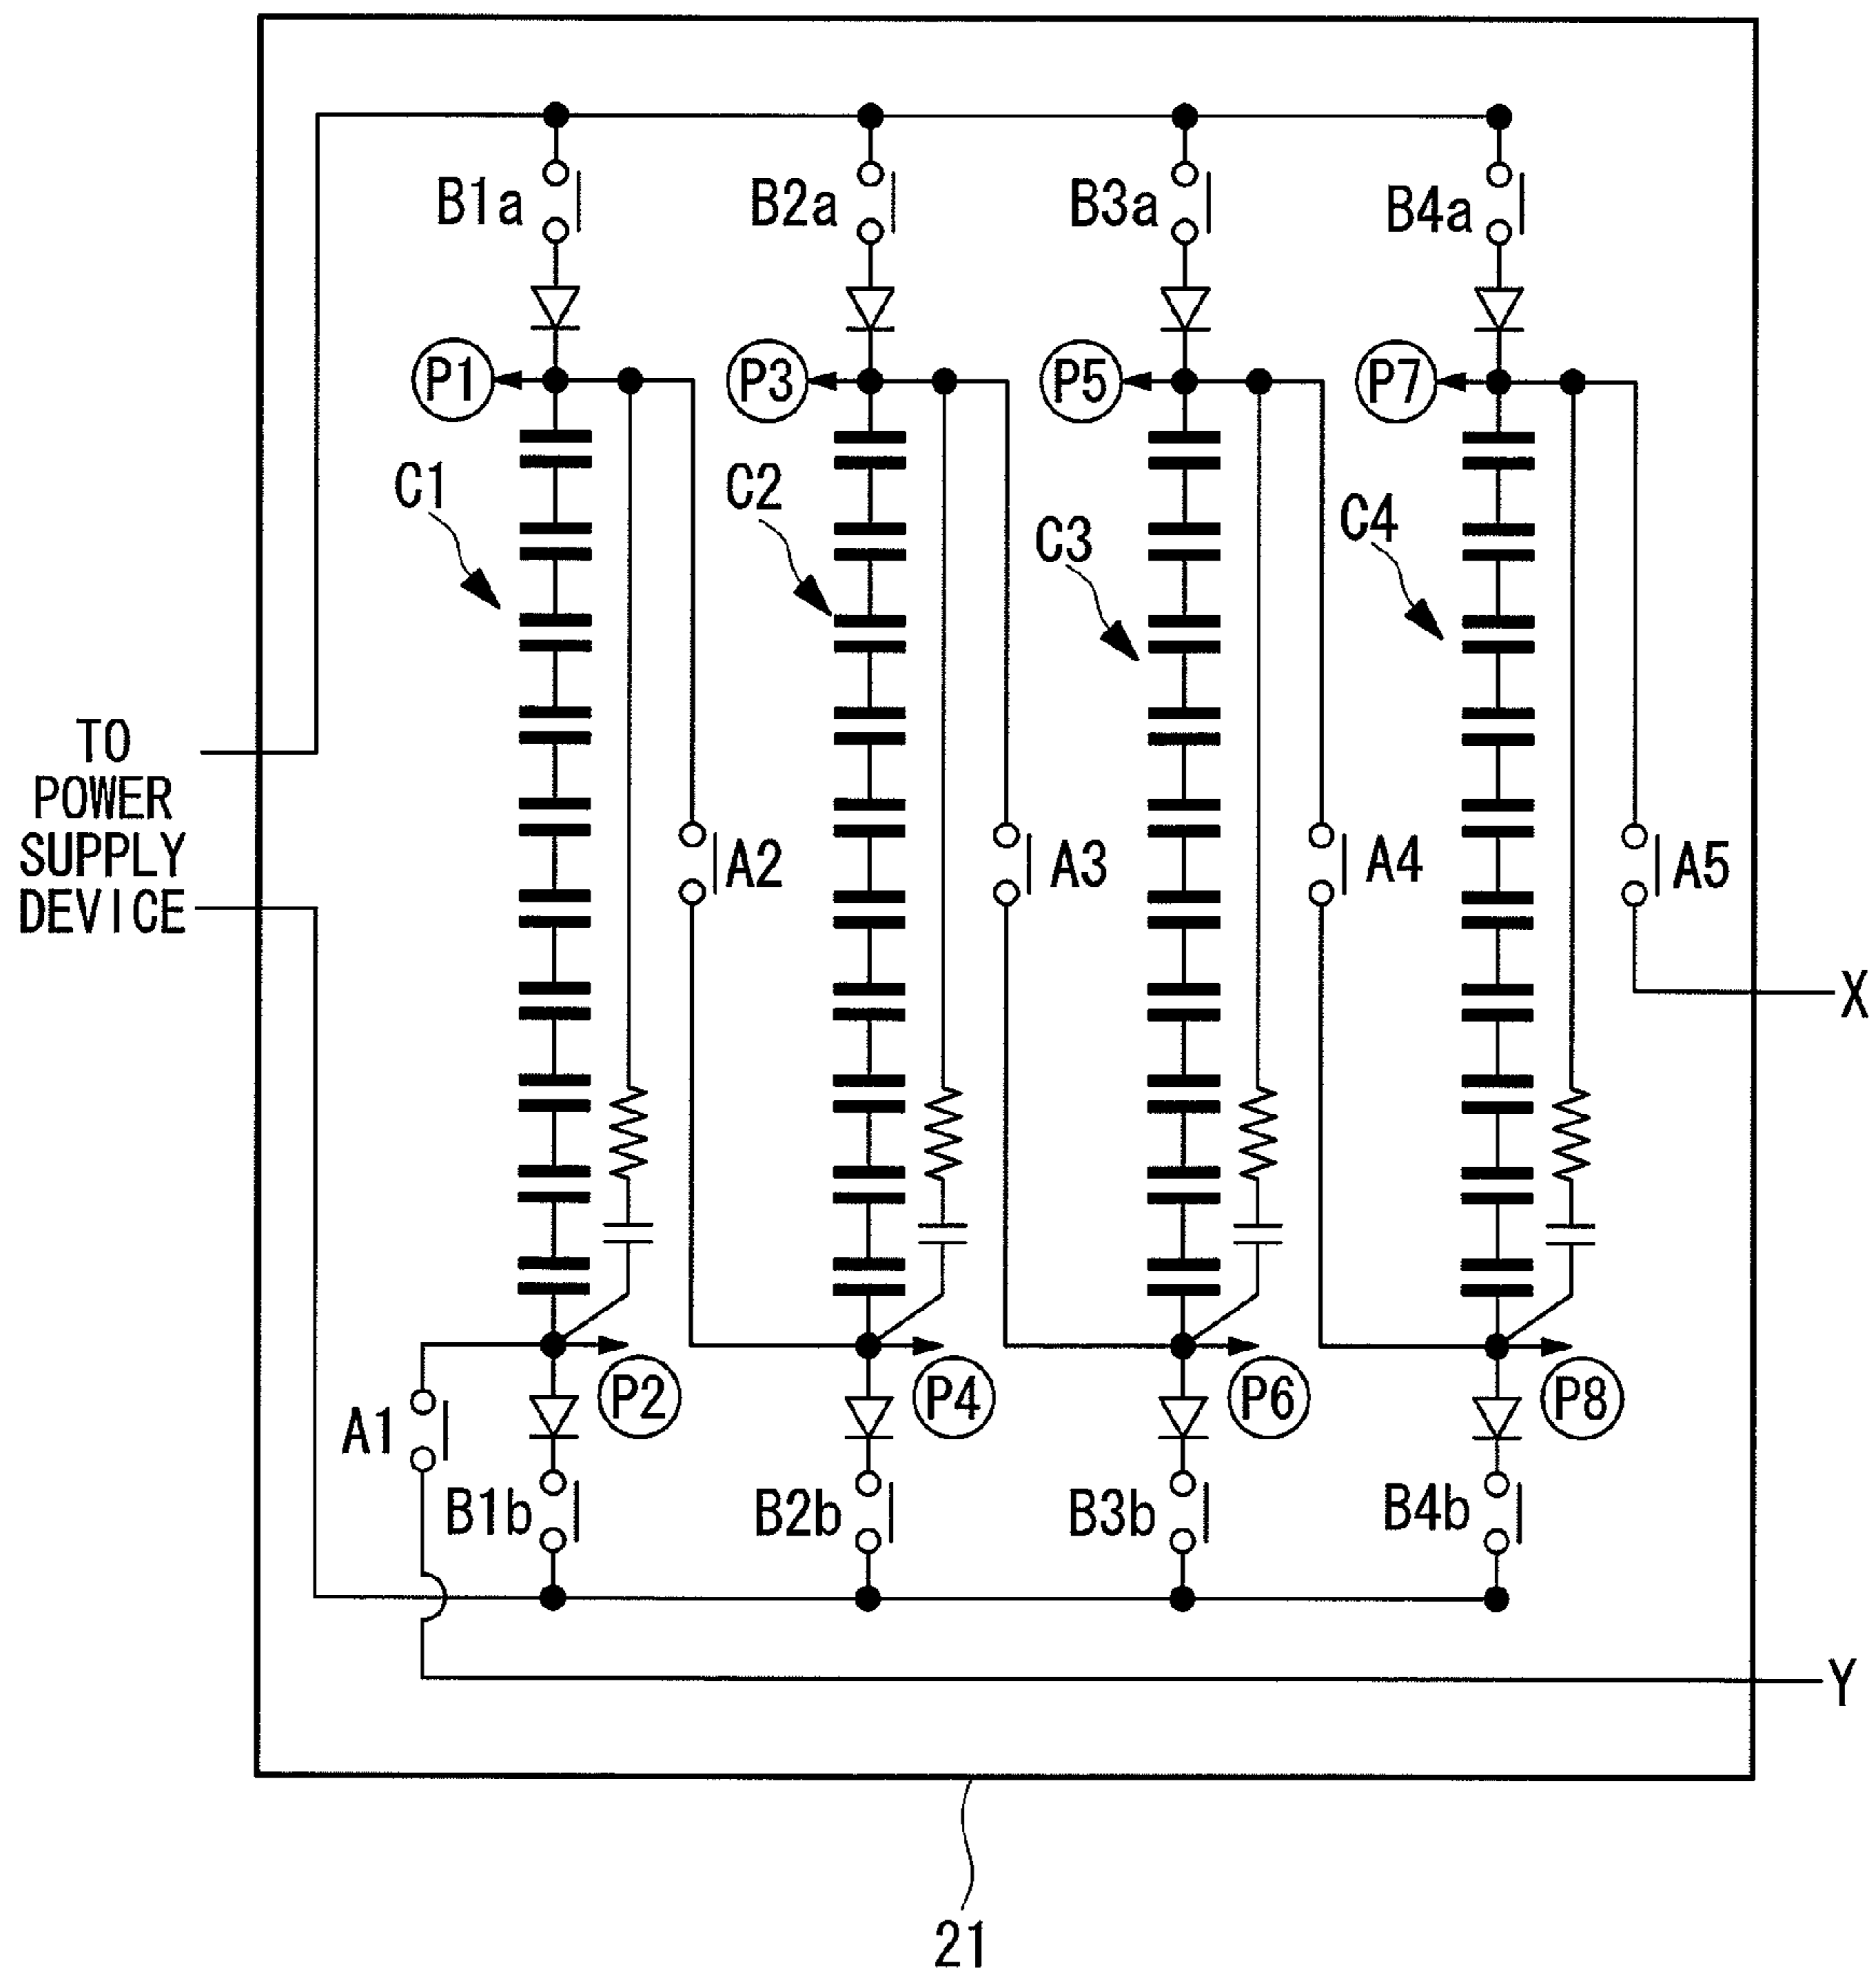 B1a
B2a
B3a
B4a
P1
P3
P5
P7
C1
C2
C3
C4
TO
POWER
SUPPLY
DEVICE
A2
A3
A4
A5
X
A1
P2
P4
P6
P8
B1b
B2b
B3b
B4b
Y
21